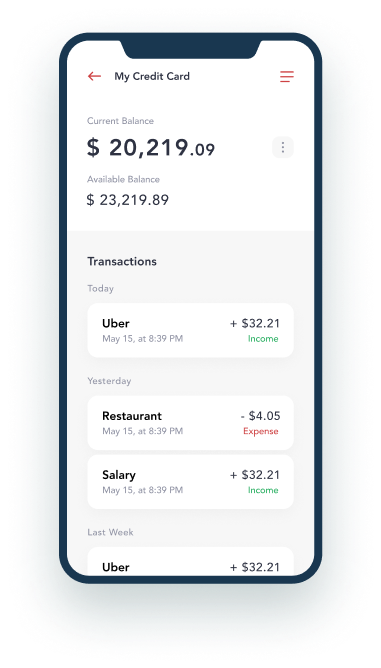 My Credit Card
Current Balance
$ 20,219.09
Available Balance
$ 23,219.89
Transactions
Today
Uber + $32.21
May 15, at 8:39 PM Income
Yesterday
Restaurant - $4.05
May 15, at 8:39 PM Expense
Salary + $32.21
May 15, at 8:39 PM Income
Last Week
Uber + $32.21